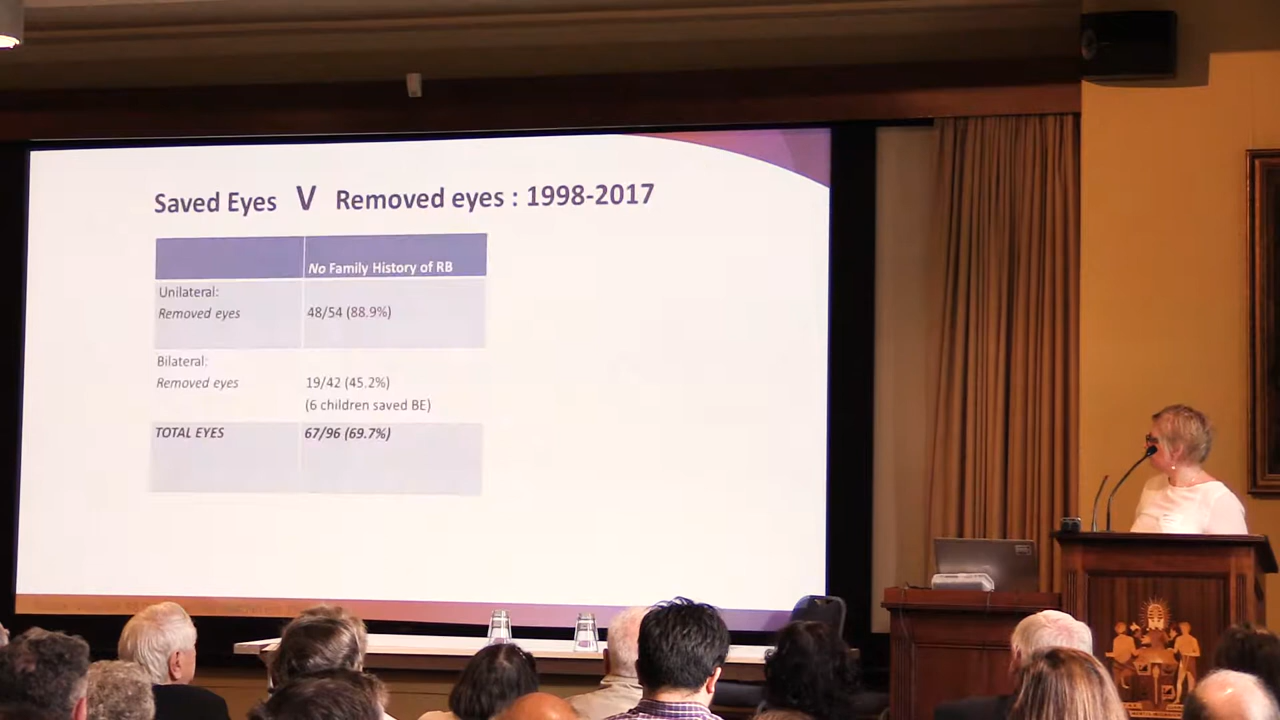 Saved Eyes V Removed eyes : 1998-2017
No Family History of RB
Unilateral:
Removed eyes 48/54 (88.9%)
Bilateral:
Removed eyes 19/42 (45.2%)
(6 children saved BE)
TOTAL EYES 67/96 (69.7%)